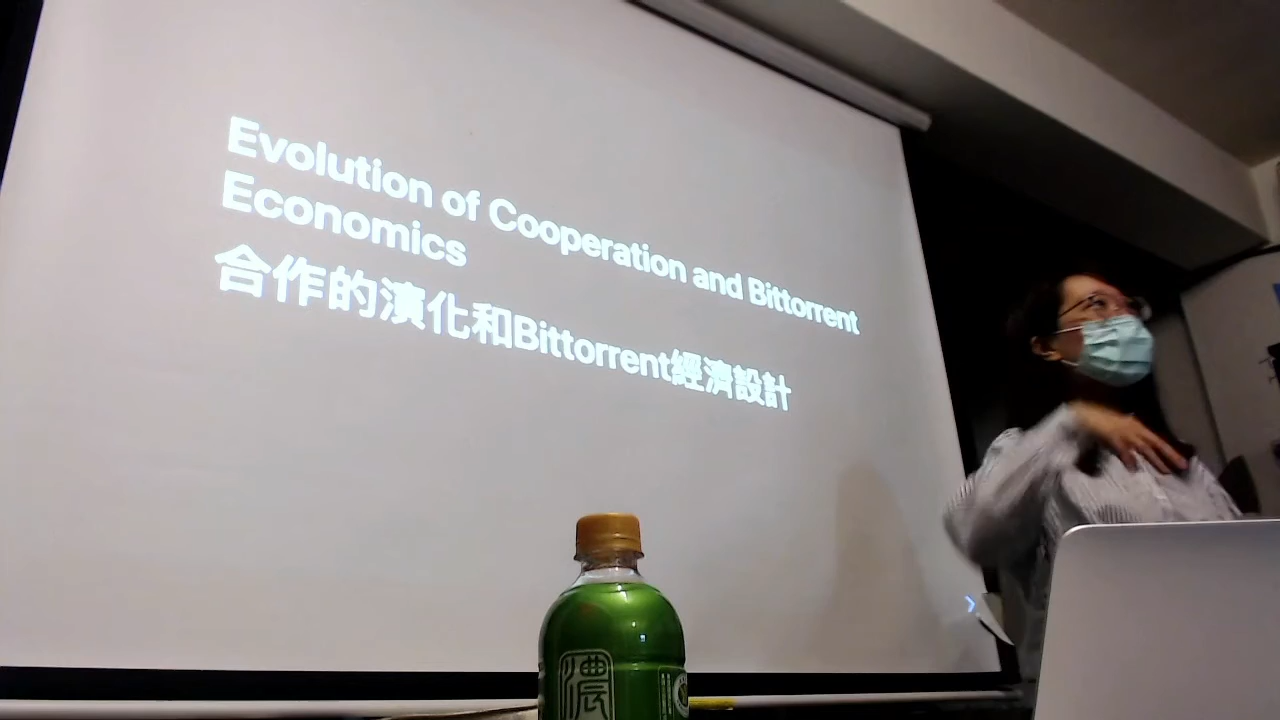 Evolution of Cooperation and Bittorrent
Economics
合作的演化和Bittorrent經濟設計
濃